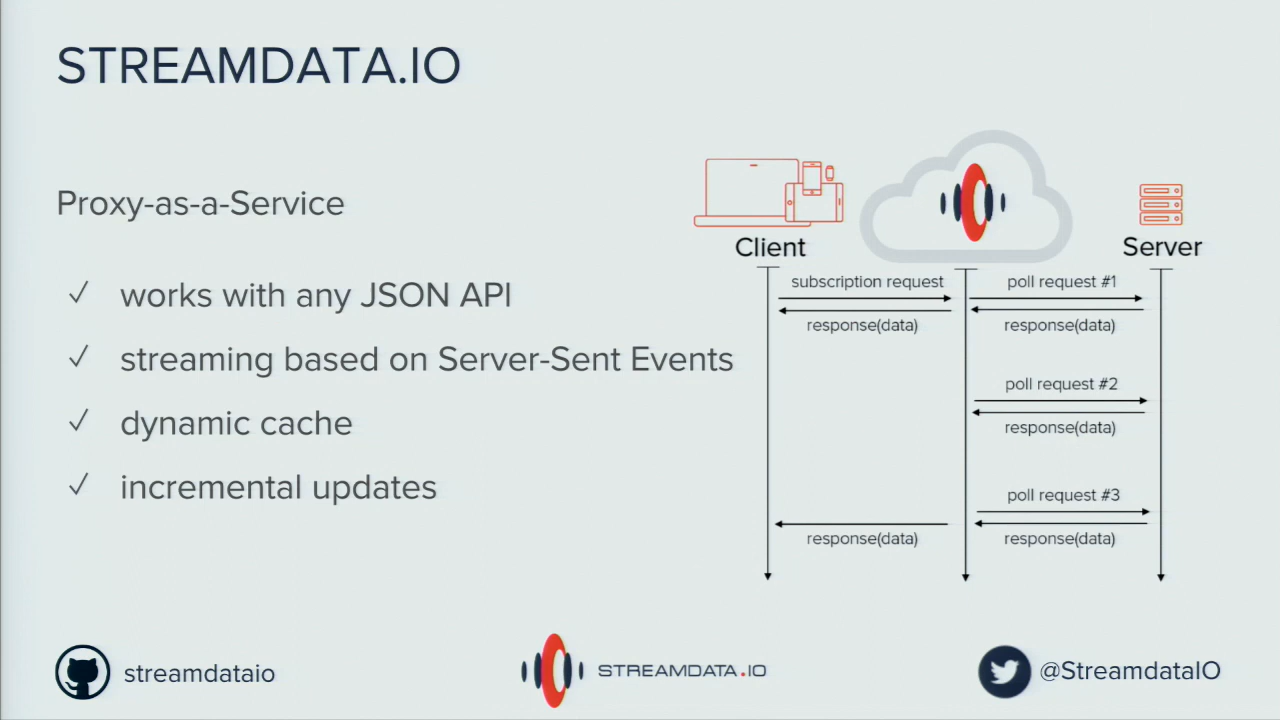 STREAMDATA.IO
Proxy-as-a-Service
✓ works with any JSON API
✓ streaming based on Server-Sent Events
✓ dynamic cache
✓ incremental updates
Client
Server
subscription request
poll request #1
response(data)
response(data)
poll request #2
response(data)
poll request #3
response(data)
response(data)
streamdataio
STREAMDATA.IO
@StreamdataIO